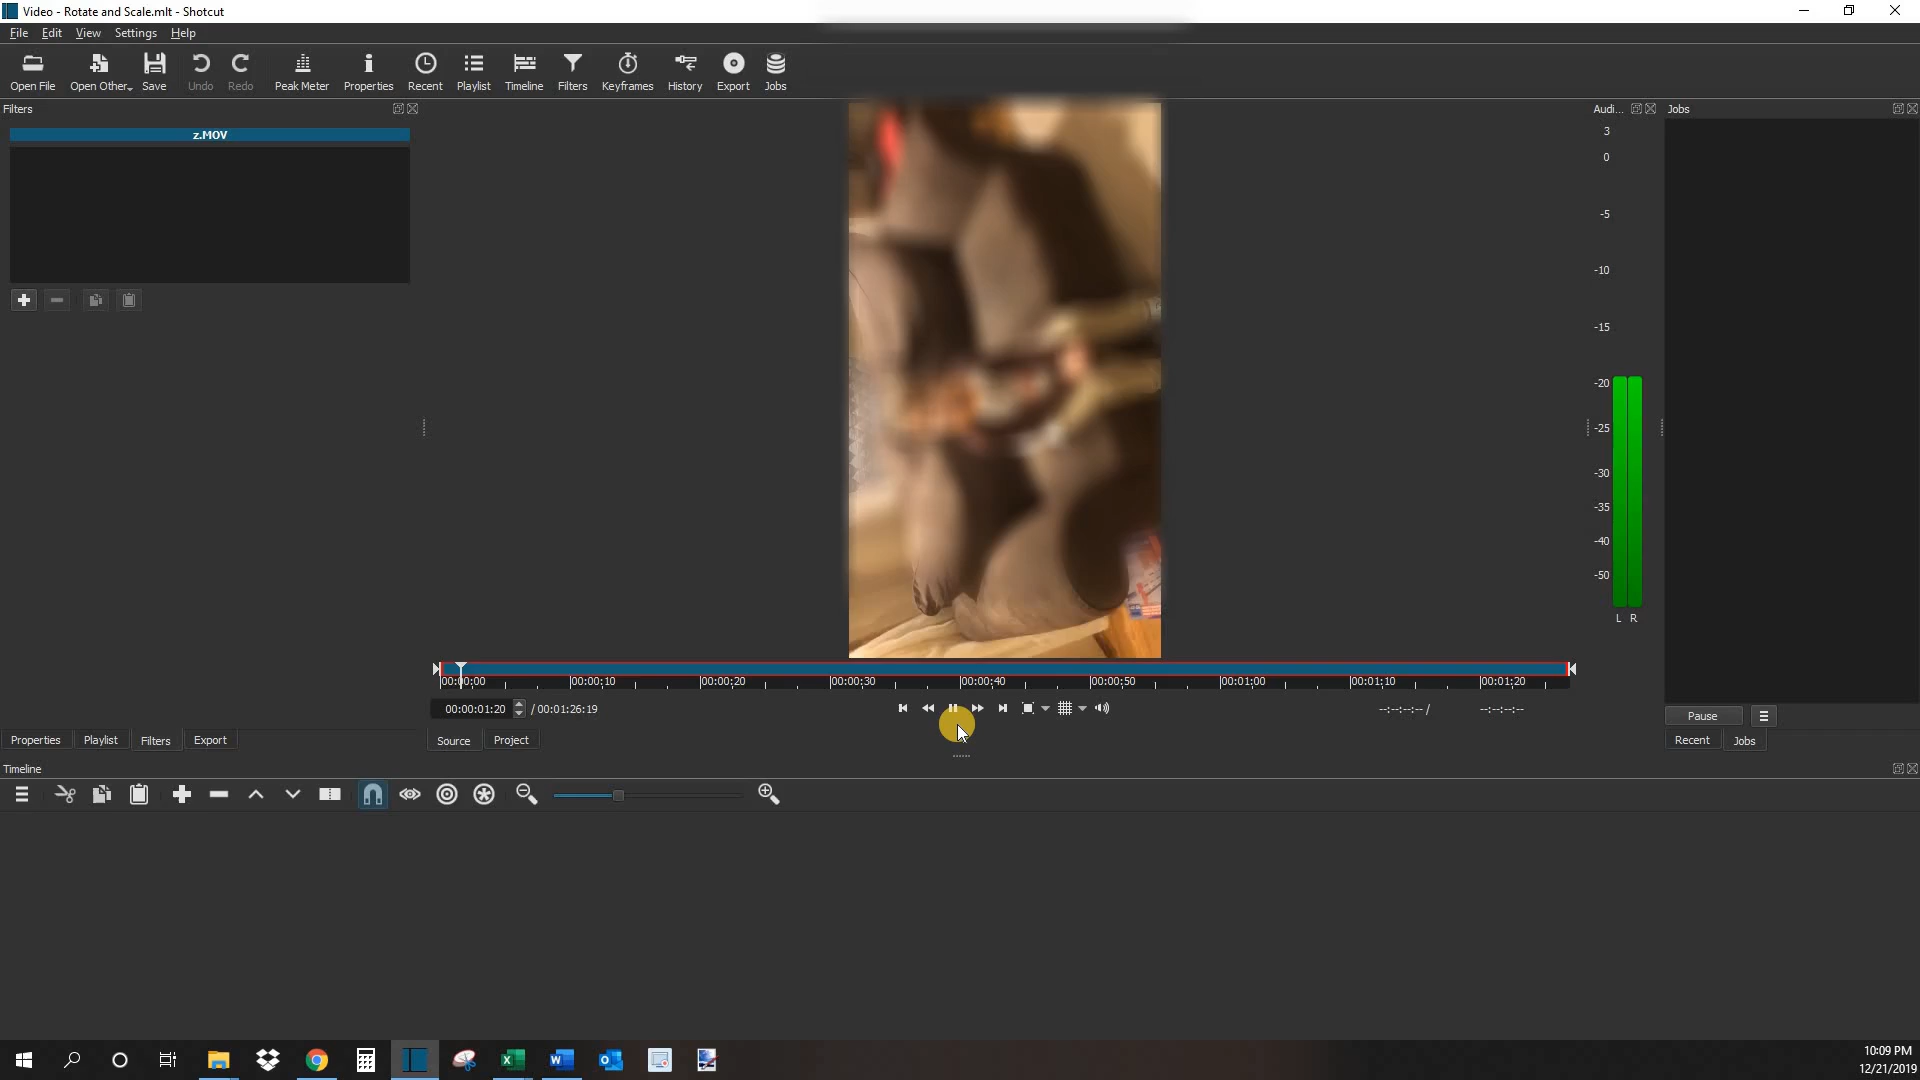 Video - Rotate and Scale.mlt - Shotcut
File Edit View Settings Help
Open File Open Other Save Undo Redo Peak Meter Properties Recent Playlist Timeline Filters Keyframes History Export Jobs
Filters
Audi... Jobs
z.MOV
3
0
-5
-10
-15
-20
-25
-30
-35
-40
-50
L R
00:00:00 00:00:10 00:00:20 00:00:30 00:00:40 00:00:50 00:01:00 00:01:10 00:01:20
00:00:01:20 / 00:01:26:19 --:--:--:-- / --:--:--:--
Pause
Properties Playlist Filters Export Source Project Recent Jobs
Timeline
10:09 PM
12/21/2019